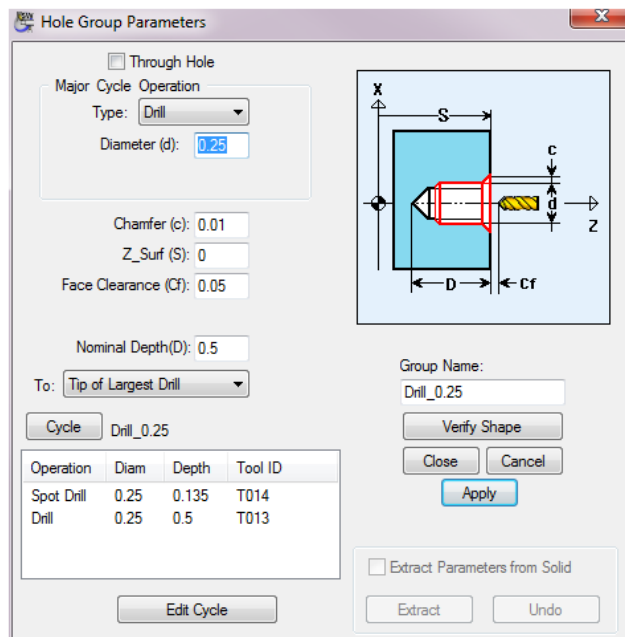 Hole Group Parameters
X
Through Hole
Major Cycle Operation
Type: Drill
Diameter (d): 0.25
Chamfer (c): 0.01
Z_Surf (S): 0
Face Clearance (Cf): 0.05
Nominal Depth(D): 0.5
To: Tip of Largest Drill
Cycle Drill_0.25
Operation Diam Depth Tool ID
Spot Drill 0.25 0.135 T014
Drill 0.25 0.5 T013
Edit Cycle
X
S
c
d
Z
D
Cf
Group Name:
Drill_0.25
Verify Shape
Close Cancel
Apply
Extract Parameters from Solid
Extract Undo